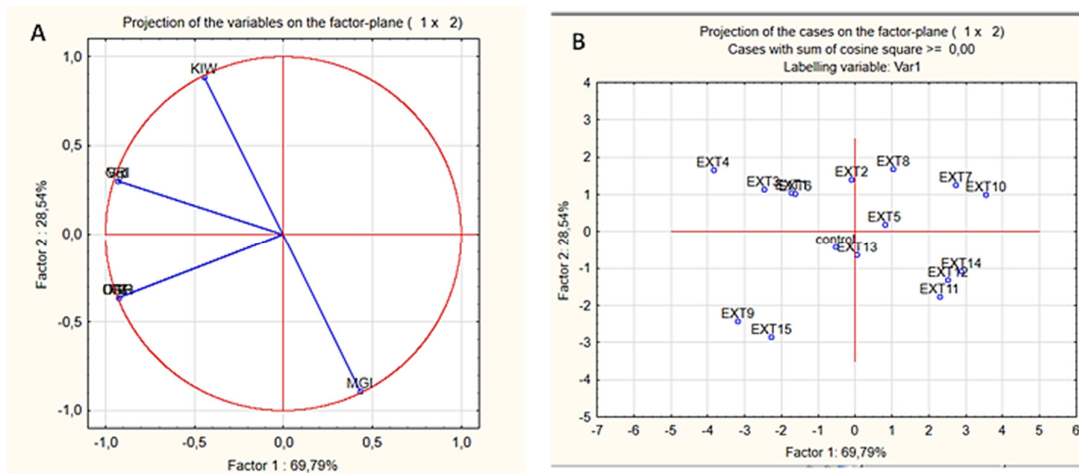 A
Projection of the variables on the factor-plane ( 1 x 2)
1,0
0,5
0,0
-0,5
-1,0
-1,0 -0,5 0,0 0,5 1,0
Factor 2 : 28,54%
Factor 1 : 69,79%
KIW
MGI
B
Projection of the cases on the factor-plane ( 1 x 2)
Cases with sum of cosine square >= 0,00
Labelling variable: Var1
4
3
2
1
0
-1
-2
-3
-4
-5
-7 -6 -5 -4 -3 -2 -1 0 1 2 3 4 5 6
Factor 2: 28,54%
Factor 1: 69,79%
EXT4
EXT3
EXT6
EXT2
EXT8
EXT7
EXT10
EXT5
control
EXT13
EXT14
EXT12
EXT11
EXT9
EXT15